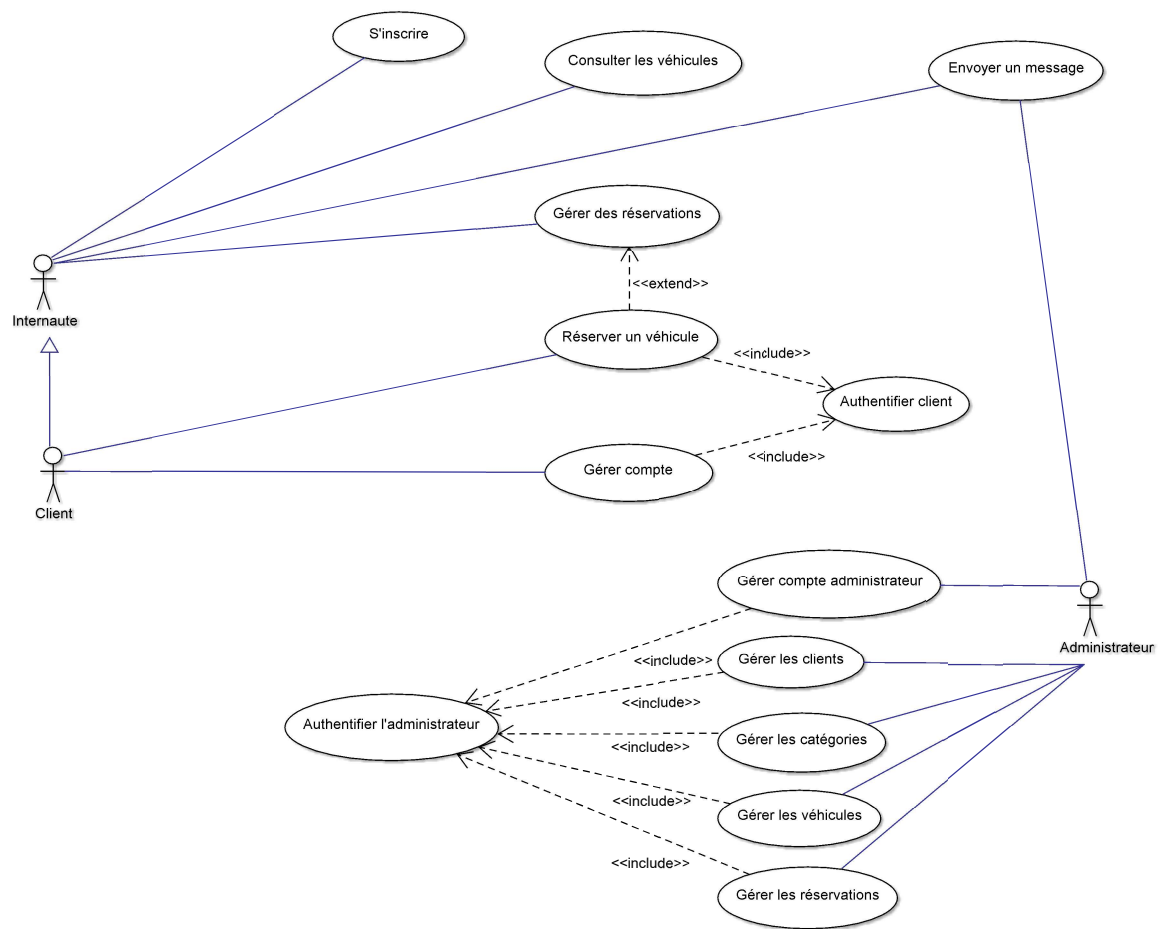 S'inscrire
Consulter les véhicules
Envoyer un message
Gérer des réservations
<<extend>>
Internaute
Réserver un véhicule
<<include>>
Authentifier client
<<include>>
Gérer compte
Client
Gérer compte administrateur
Administrateur
<<include>>
Gérer les clients
<<include>>
Authentifier l'administrateur
Gérer les catégories
<<include>>
<<include>>
Gérer les véhicules
<<include>>
Gérer les réservations